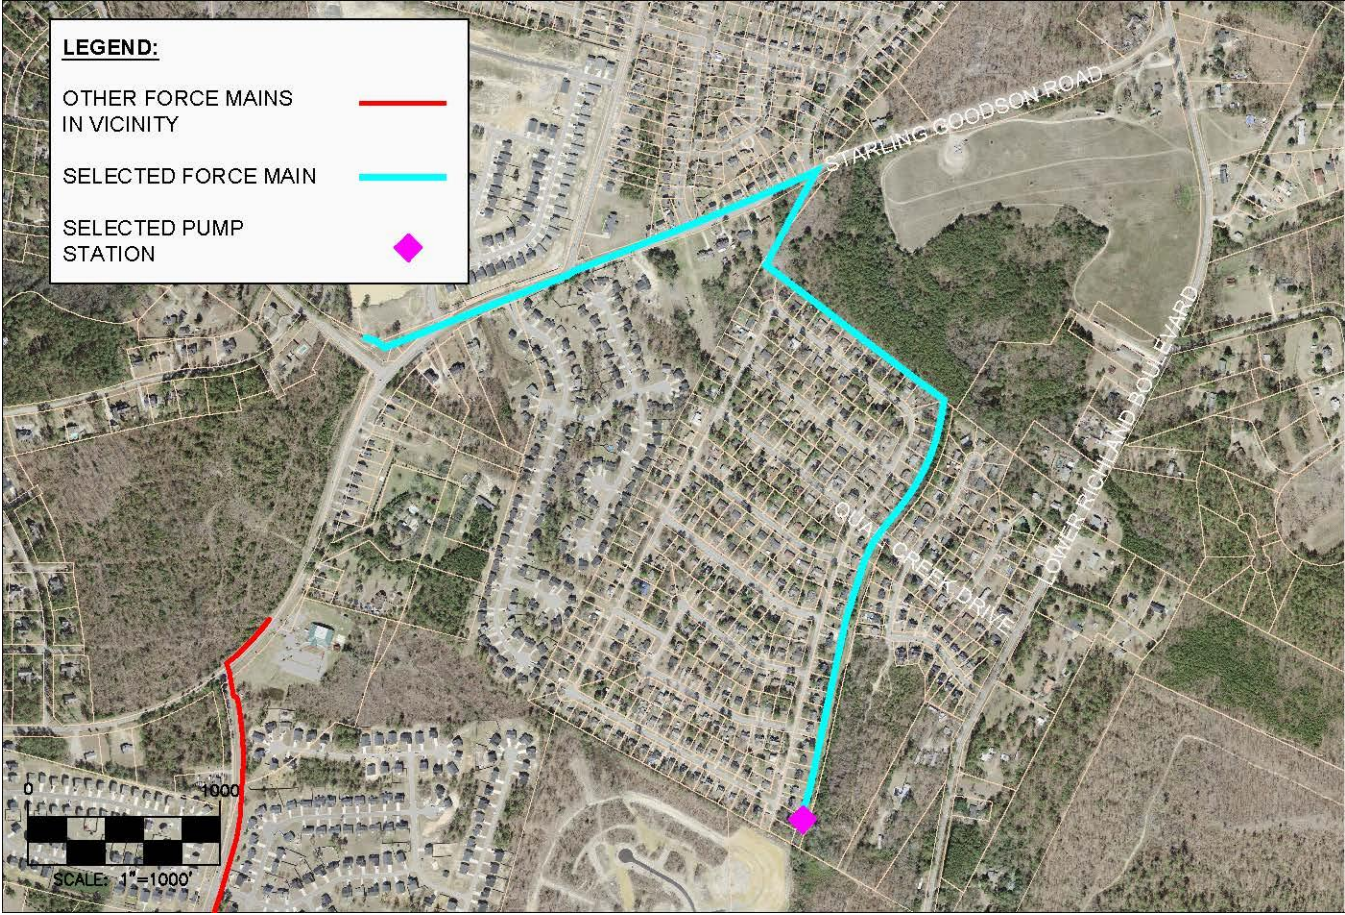 LEGEND:
OTHER FORCE MAINS
IN VICINITY
SELECTED FORCE MAIN
SELECTED PUMP
STATION
STARLING GOODSON ROAD
LOWER RICHLAND BOULEVARD
QUAIL CREEK DRIVE
0 1000
SCALE: 1"=1000'